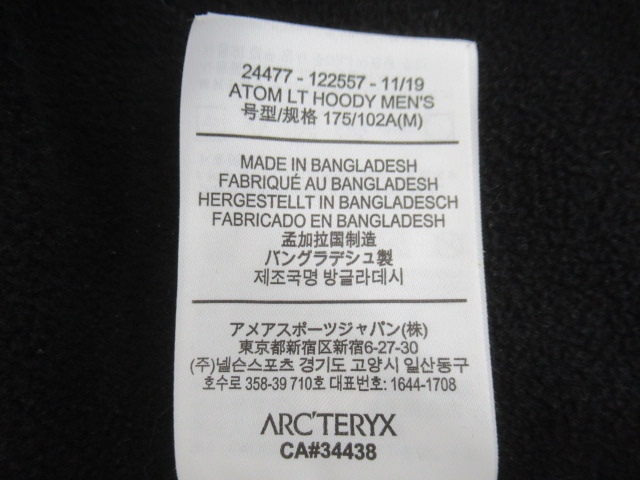 24477 - 122557 - 11/19
ATOM LT HOODY MEN'S
号型/规格 175/102A(M)
MADE IN BANGLADESH
FABRIQUÉ AU BANGLADESH
HERGESTELLT IN BANGLADESCH
FABRICADO EN BANGLADESH
孟加拉国制造
バングラデシュ製
제조국명 방글라데시
アメアスポーツジャパン(株)
東京都新宿区新宿6-27-30
(주)넬슨스포츠 경기도 고양시 일산동구
호수로 358-39 710호 대표번호: 1644-1708
ARC'TERYX
CA#34438